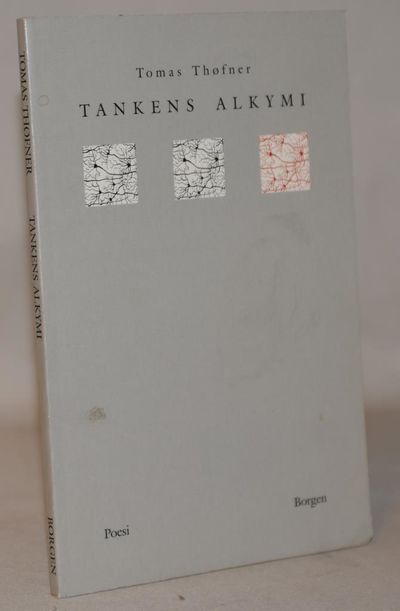 Tomas Thøfner
TANKENS ALKYMI
Poesi
Borgen
TOMAS THØFNER
TANKENS ALKYMI
BORGEN